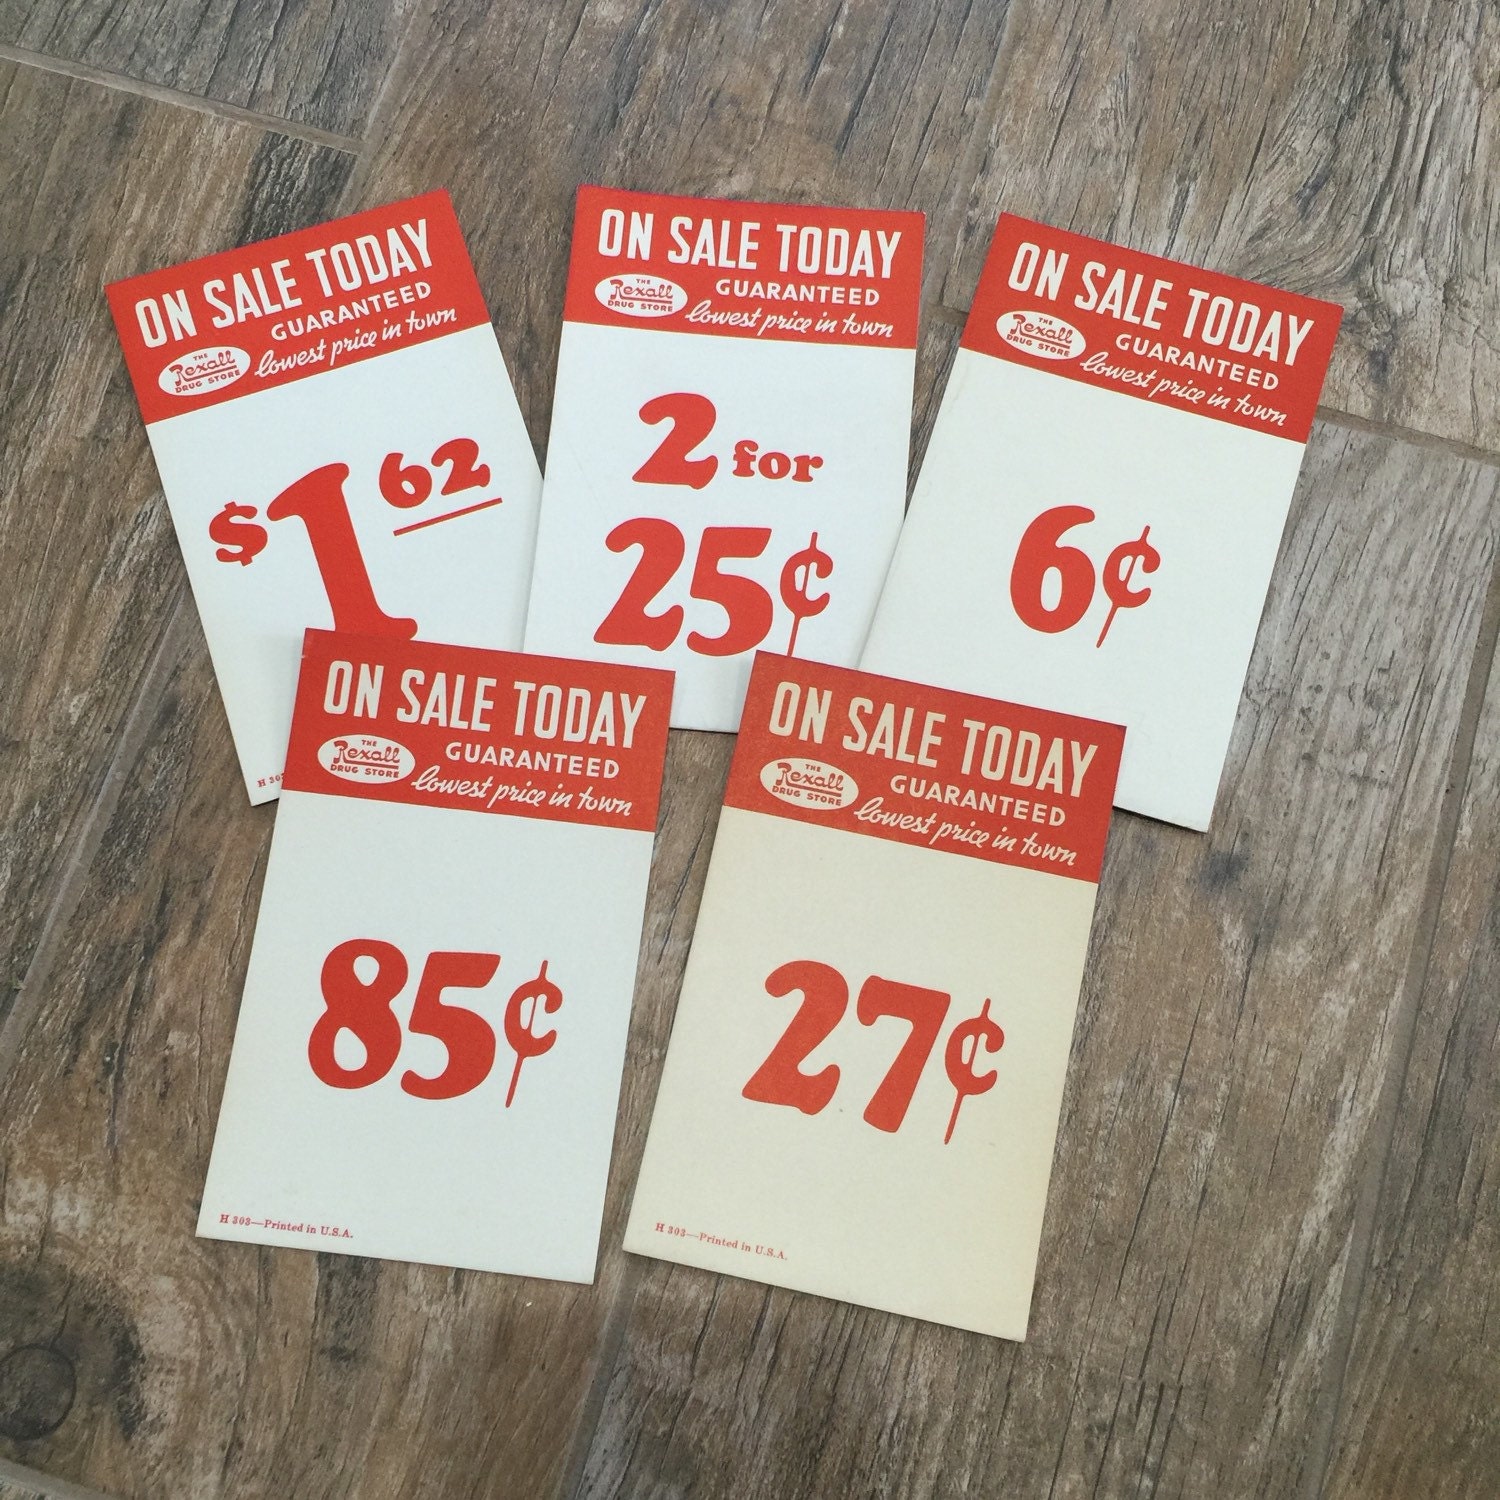 ON SALE TODAY
THE
Rexall
DRUG STORE
GUARANTEED
lowest price in town
$1 62
H 303
ON SALE TODAY
THE
Rexall
DRUG STORE
GUARANTEED
lowest price in town
2 for
25¢
ON SALE TODAY
THE
Rexall
DRUG STORE
GUARANTEED
lowest price in town
6¢
ON SALE TODAY
THE
Rexall
DRUG STORE
GUARANTEED
lowest price in town
85¢
H 303—Printed in U.S.A.
ON SALE TODAY
THE
Rexall
DRUG STORE
GUARANTEED
lowest price in town
27¢
H 303—Printed in U.S.A.